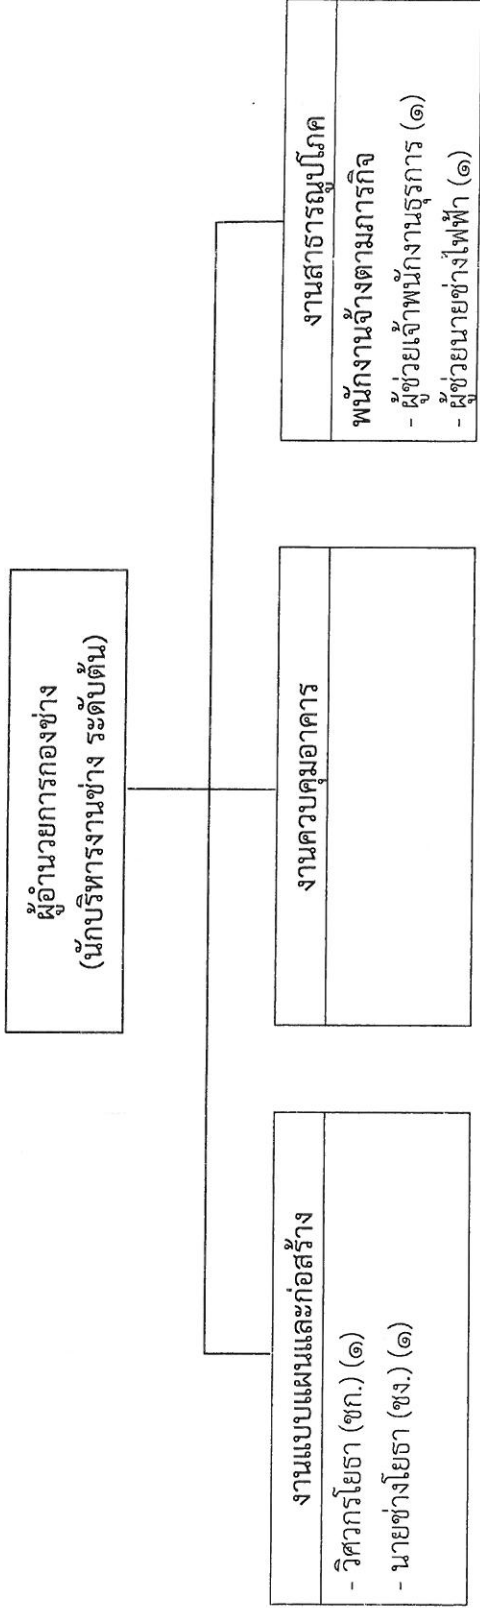 ผู้อำนวยการกองช่าง
(นักบริหารงานช่าง ระดับต้น)
งานแบบแผนและก่อสร้าง
- วิศวกรโยธา (ชก.) (๑)
- นายช่างโยธา (ชง.) (๑)
งานควบคุมอาคาร
งานสาธารณูปโภค
พนักงานจ้างตามภารกิจ
- ผู้ช่วยเจ้าพนักงานธุรการ (๑)
- ผู้ช่วยนายช่างไฟฟ้า (๑)